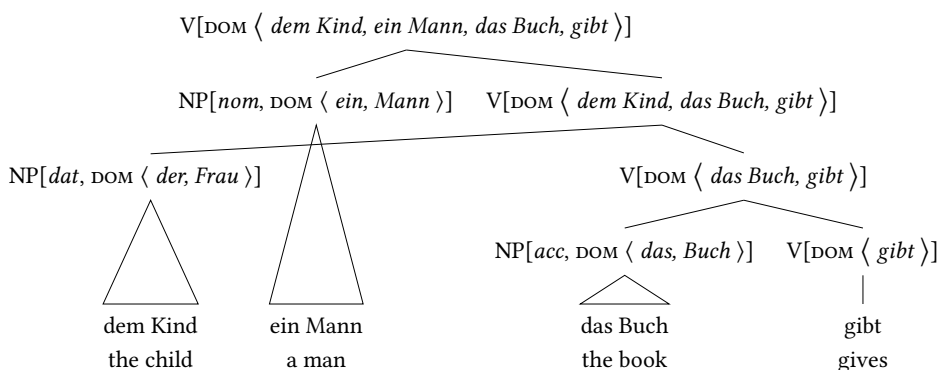 V[DOM ⟨ dem Kind, ein Mann, das Buch, gibt ⟩]
NP[nom, DOM ⟨ ein, Mann ⟩] V[DOM ⟨ dem Kind, das Buch, gibt ⟩]
NP[dat, DOM ⟨ der, Frau ⟩] V[DOM ⟨ das Buch, gibt ⟩]
NP[acc, DOM ⟨ das, Buch ⟩] V[DOM ⟨ gibt ⟩]
dem Kind ein Mann das Buch gibt
the child a man the book gives